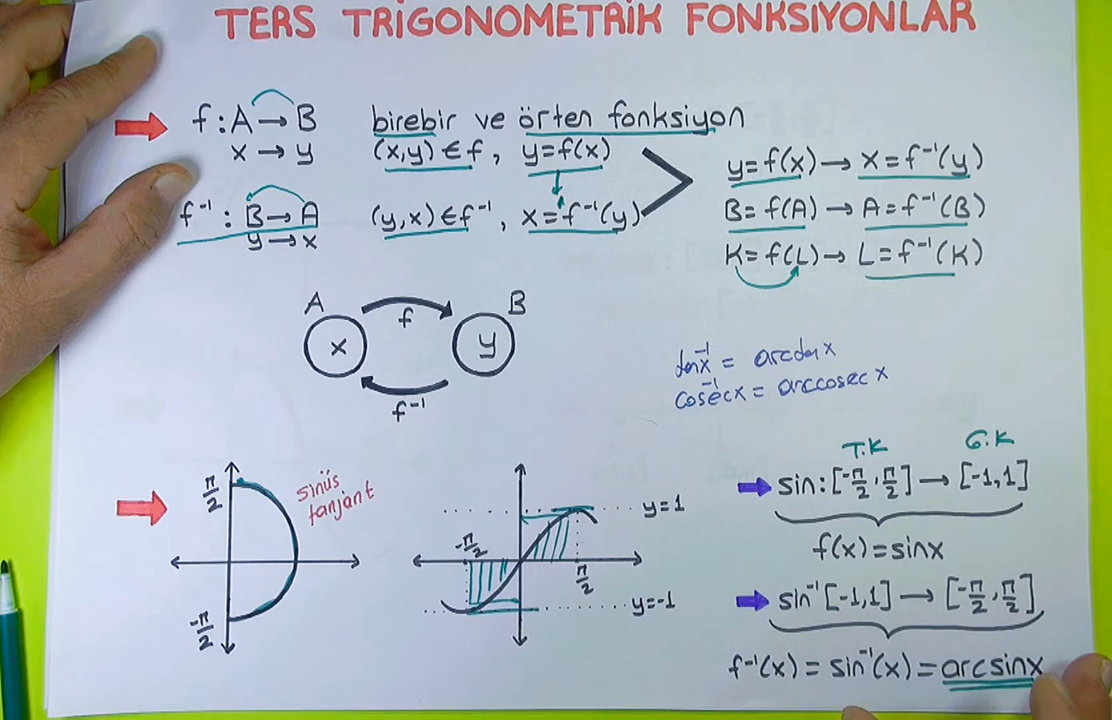 TERS TRİGONOMETRİK FONKSİYONLAR
f: A → B birebir ve örten fonksiyon
x → y (x,y) ∈ f, y=f(x)
f⁻¹: B → A (y,x) ∈ f⁻¹, x=f⁻¹(y)
y → x
y=f(x) → x=f⁻¹(y)
B=f(A) → A=f⁻¹(B)
K=f(L) → L=f⁻¹(K)
A f B
x y
f⁻¹
tan⁻¹x = arctan x
cosec⁻¹x = arccosec x
π/2
sinüs
tanjant
-π/2
y=1
-π/2
π/2
y=-1
T.K G.K
sin: [-π/2, π/2] → [-1,1]
f(x)=sinx
sin⁻¹ [-1,1] → [-π/2, π/2]
f⁻¹(x) = sin⁻¹(x) = arcsinx